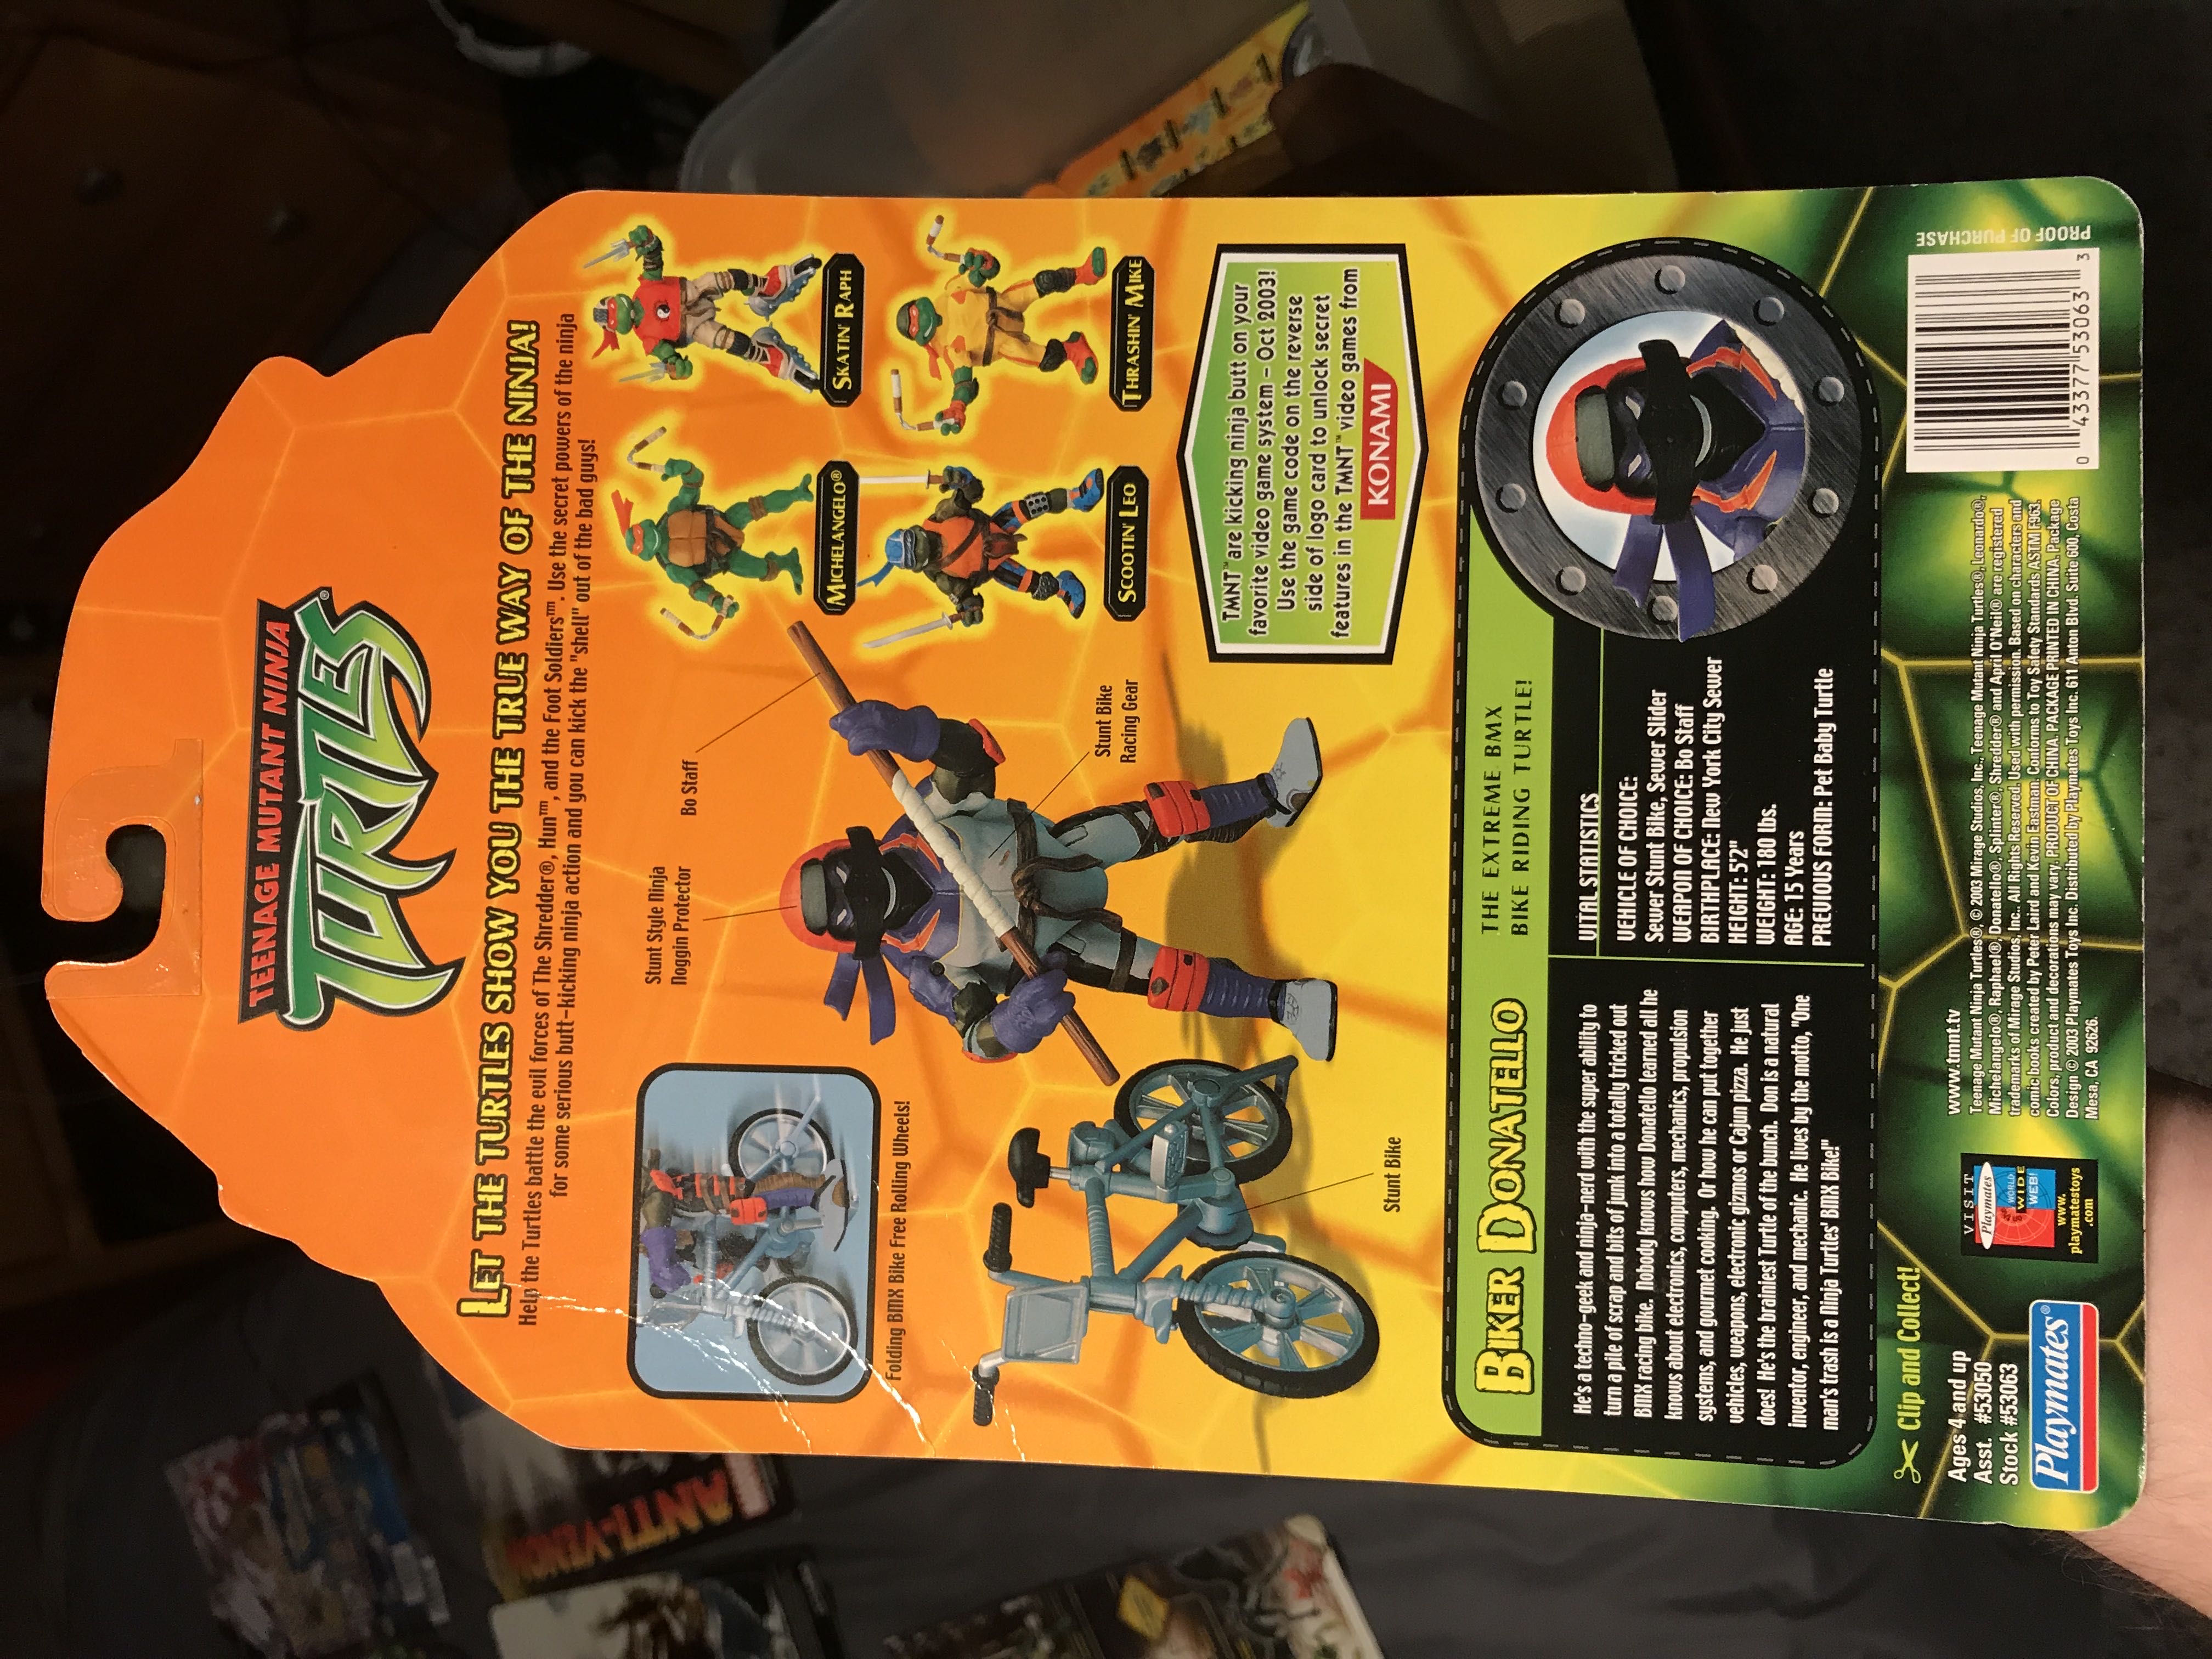 TEENAGE MUTANT NINJA
TURTLES®
LET THE TURTLES SHOW YOU THE TRUE WAY OF THE NINJA!
Help the Turtles battle the evil forces of The Shredder®, Hun™, and the Foot Soldiers™. Use the secret powers of the ninja
for some serious butt-kicking ninja action and you can kick the "shell" out of the bad guys!
Folding BMX Bike Free Rolling Wheels!
Stunt Style Ninja
Noggin Protector
Bo Staff
Stunt Bike
Racing Gear
Stunt Bike
MICHELANGELO®
SKATIN' RAPH
SCOOTIN' LEO
THRASHIN' MIKE
TMNT™ are kicking ninja butt on your
favorite video game system - Oct 2003!
Use the game code on the reverse
side of logo card to unlock secret
features in the TMNT™ video games from
KONAMI
BIKER DONATELLO
THE EXTREME BMX
BIKE RIDING TURTLE!
He's a techno-geek and ninja-nerd with the super ability to
turn a pile of scrap and bits of junk into a totally tricked out
BMX racing bike. Nobody knows how Donatello learned all he
knows about electronics, computers, mechanics, propulsion
systems, and gourmet cooking. Or how he can put together
vehicles, weapons, electronic gizmos or Cajun pizza. He just
does! He's the brainiest Turtle of the bunch. Don is a natural
inventor, engineer, and mechanic. He lives by the motto, "One
man's trash is a Ninja Turtles' BMX Bike!"
VITAL STATISTICS
VEHICLE OF CHOICE:
Sewer Stunt Bike, Sewer Slider
WEAPON OF CHOICE: Bo Staff
BIRTHPLACE: New York City Sewer
HEIGHT: 5'2"
WEIGHT: 180 lbs.
AGE: 15 Years
PREVIOUS FORM: Pet Baby Turtle
Clip and Collect!
Ages 4 and up
Asst. #53050
Stock #53063
Playmates®
VISIT
Playmates
on the
WORLD
WIDE
WEB!
www.
playmatestoys
.com
www.tmnt.tv
Teenage Mutant Ninja Turtles®, © 2003 Mirage Studios, Inc., Teenage Mutant Ninja Turtles®, Leonardo®,
Michelangelo®, Raphael®, Donatello®, Splinter®, Shredder® and April O'Neil® are registered
trademarks of Mirage Studios, Inc.. All Rights Reserved. Used with permission. Based on characters and
comic books created by Peter Laird and Kevin Eastman. Conforms to Toy Safety Standards ASTM F963.
Colors, product and decorations may vary. PRODUCT OF CHINA. PACKAGE PRINTED IN CHINA. Package
Design © 2003 Playmates Toys Inc. Distributed by Playmates Toys Inc. 611 Anton Blvd. Suite 600, Costa
Mesa, CA 92626.
0 43377 53063 3
PROOF OF PURCHASE
ANTI-VENOM